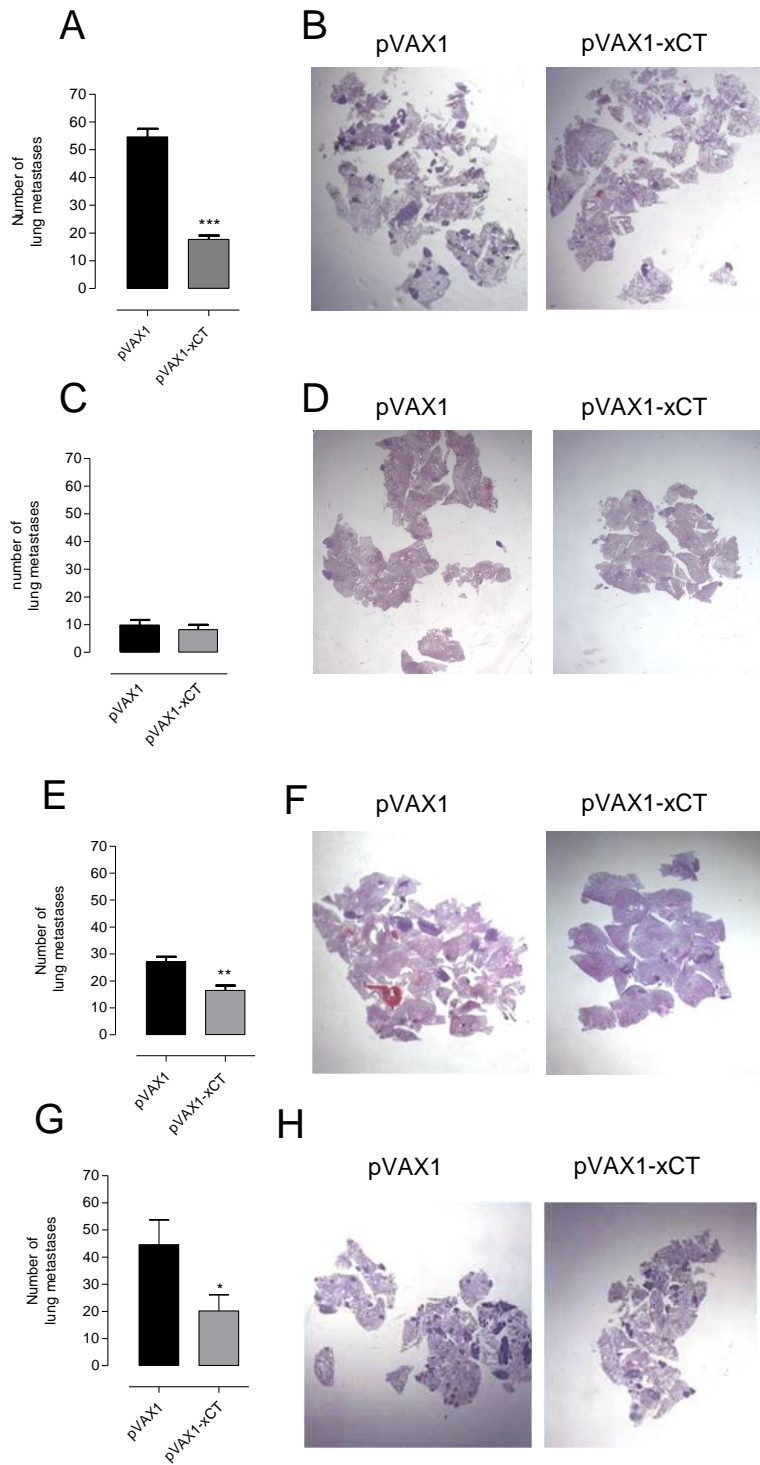 A
B
pVAX1
pVAX1-xCT
Number of
lung metastases
70
60
50
40
30
20
10
0
***
pVAX1
pVAX1-xCT
C
D
pVAX1
pVAX1-xCT
number of
lung metastases
70
60
50
40
30
20
10
0
pVAX1
pVAX1-xCT
E
F
pVAX1
pVAX1-xCT
Number of
lung metastases
70
60
50
40
30
20
10
0
**
pVAX1
pVAX1-xCT
G
H
pVAX1
pVAX1-xCT
Number of
lung metastases
70
60
50
40
30
20
10
0
*
pVAX1
pVAX1-xCT